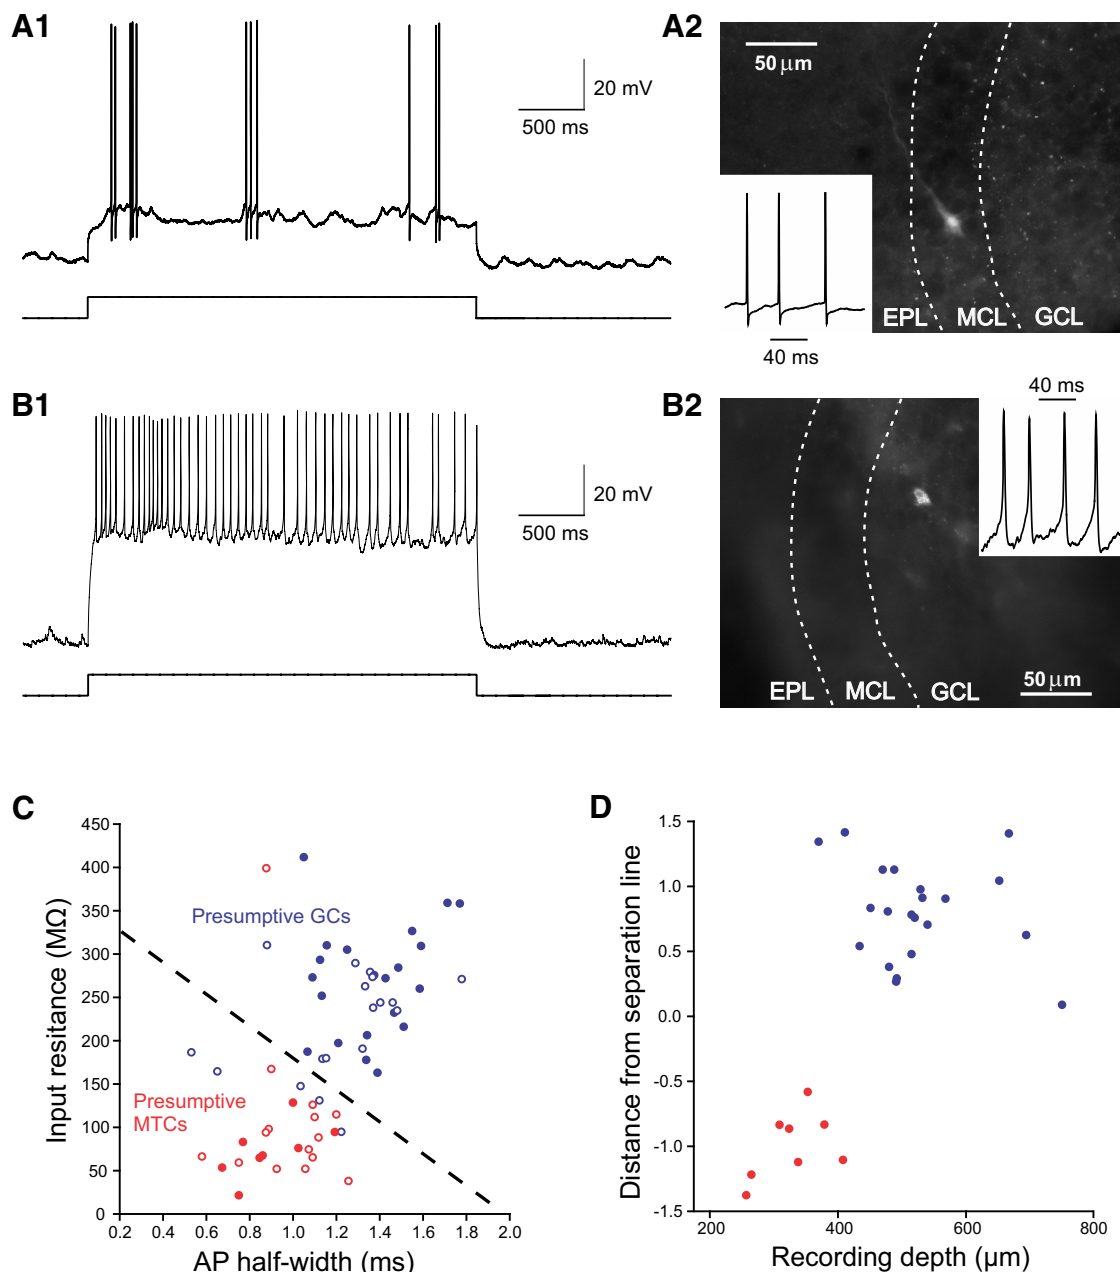 A1
20 mV
500 ms
A2
50 µm
EPL MCL GCL
40 ms
B1
20 mV
500 ms
B2
40 ms
EPL MCL GCL
50 µm
C
450
400
350
300
250
200
150
100
50
0
Input resitance (MΩ)
Presumptive GCs
Presumptive
MTCs
0.2 0.4 0.6 0.8 1.0 1.2 1.4 1.6 1.8 2.0
AP half-width (ms)
D
1.5
1.0
0.5
0.0
-0.5
-1.0
-1.5
Distance from separation line
200 400 600 800
Recording depth (µm)